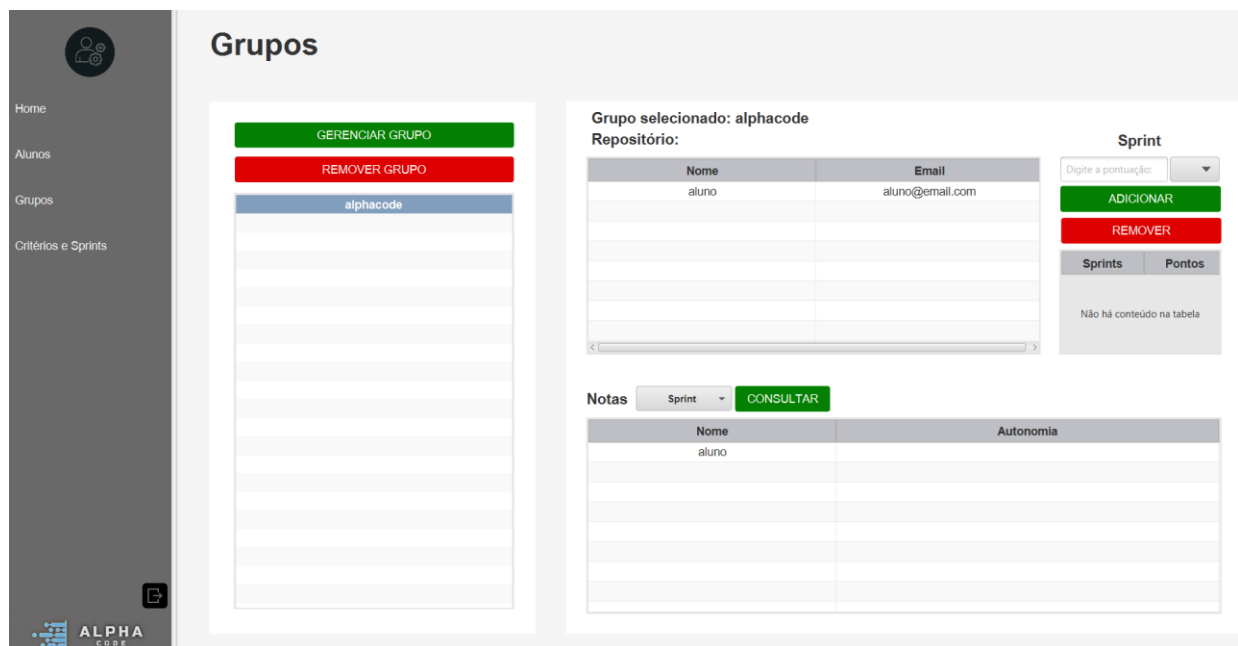 Grupos
Home
Alunos
Grupos
Critérios e Sprints
ALPHA
CODE
GERENCIAR GRUPO
REMOVER GRUPO
alphacode
Grupo selecionado: alphacode
Repositório:
Nome Email
aluno aluno@email.com
Sprint
Digite a pontuação:
ADICIONAR
REMOVER
Sprints Pontos
Não há conteúdo na tabela
Notas Sprint CONSULTAR
Nome Autonomia
aluno